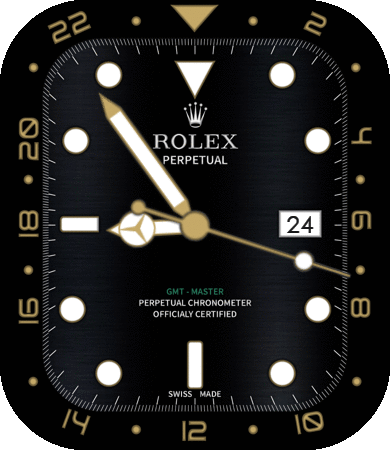 22
2
20
4
ROLEX
PERPETUAL
18
24
6
16
8
GMT - MASTER
PERPETUAL CHRONOMETER
OFFICIALY CERTIFIED
SWISS MADE
14
12
10